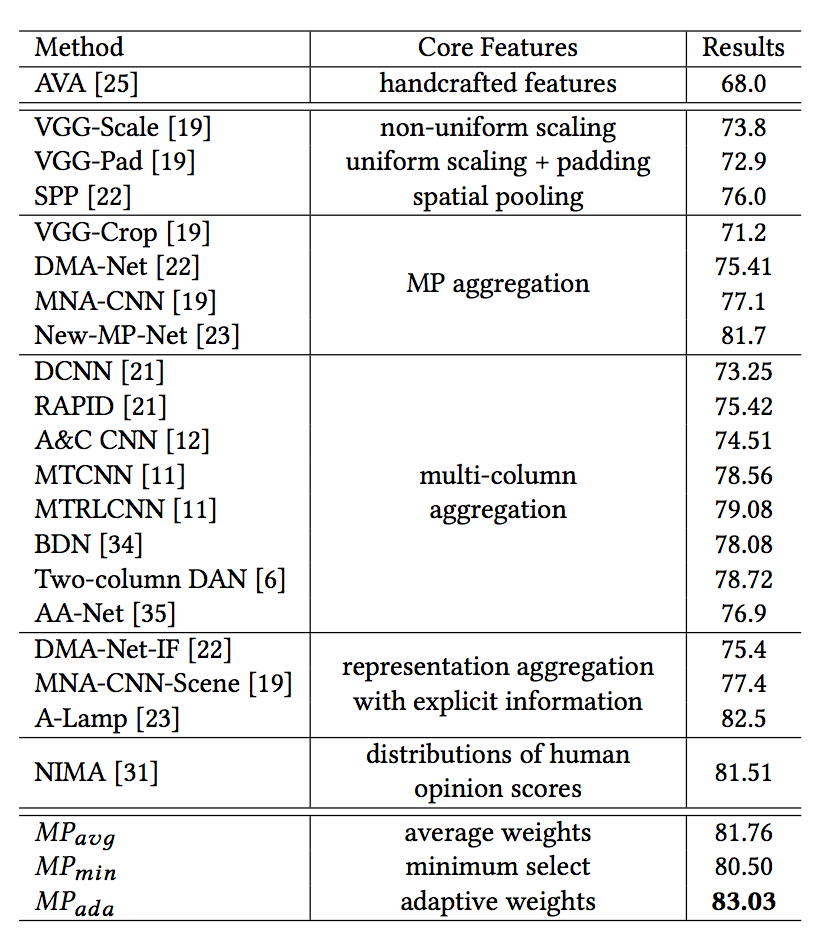 Method Core Features Results
AVA [25] handcrafted features 68.0
VGG-Scale [19] non-uniform scaling 73.8
VGG-Pad [19] uniform scaling + padding 72.9
SPP [22] spatial pooling 76.0
VGG-Crop [19] 71.2
DMA-Net [22] 75.41
MP aggregation
MNA-CNN [19] 77.1
New-MP-Net [23] 81.7
DCNN [21] 73.25
RAPID [21] 75.42
A&C CNN [12] 74.51
MTCNN [11] multi-column 78.56
MTRLCNN [11] aggregation 79.08
BDN [34] 78.08
Two-column DAN [6] 78.72
AA-Net [35] 76.9
DMA-Net-IF [22] 75.4
representation aggregation
MNA-CNN-Scene [19] 77.4
with explicit information
A-Lamp [23] 82.5
distributions of human
NIMA [31] 81.51
opinion scores
MPavg average weights 81.76
MPmin minimum select 80.50
MPada adaptive weights 83.03